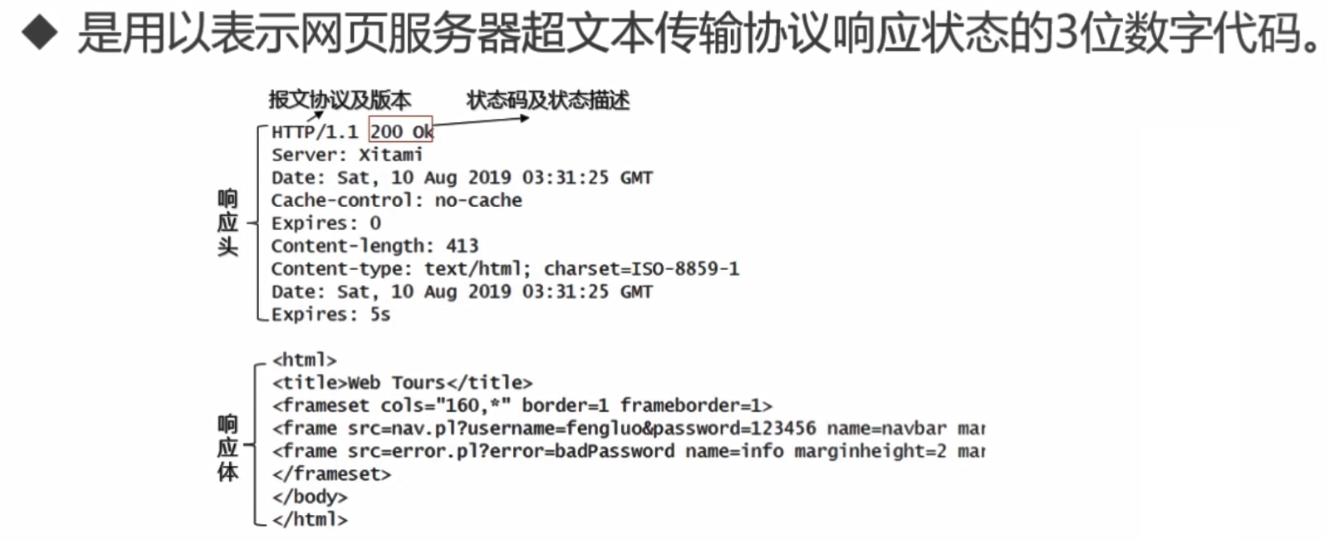 ◆ 是用以表示网页服务器超文本传输协议响应状态的3位数字代码。
报文协议及版本 状态码及状态描述
HTTP/1.1 200 Ok
Server: Xitami
Date: Sat, 10 Aug 2019 03:31:25 GMT
Cache-control: no-cache
Expires: 0
Content-length: 413
Content-type: text/html; charset=ISO-8859-1
Date: Sat, 10 Aug 2019 03:31:25 GMT
Expires: 5s
响应头
<html>
<title>Web Tours</title>
<frameset cols="160,*" border=1 frameborder=1>
<frame src=nav.pl?username=fengluo&password=123456 name=navbar mar
<frame src=error.pl?error=badPassword name=info marginheight=2 mar
</frameset>
</body>
</html>
响应体